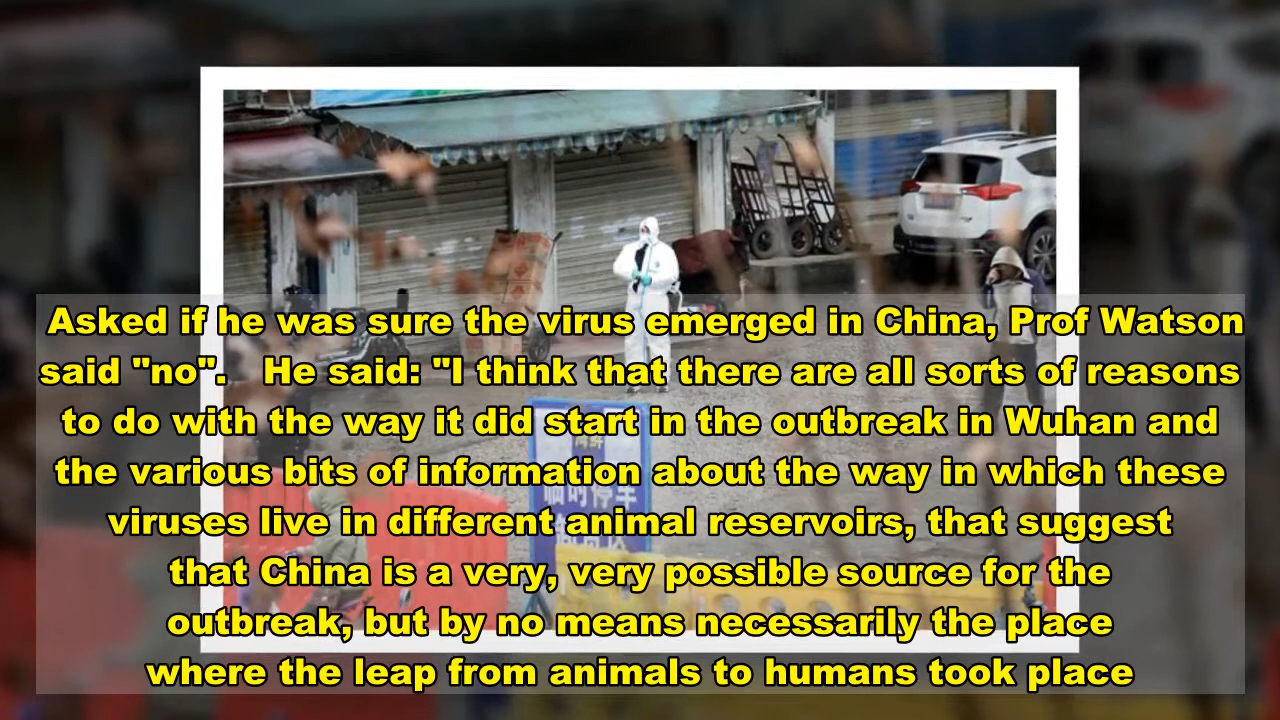 Asked if he was sure the virus emerged in China, Prof Watson
said "no".   He said: "I think that there are all sorts of reasons
to do with the way it did start in the outbreak in Wuhan and
the various bits of information about the way in which these
viruses live in different animal reservoirs, that suggest
that China is a very, very possible source for the
outbreak, but by no means necessarily the place
where the leap from animals to humans took place
临时停车